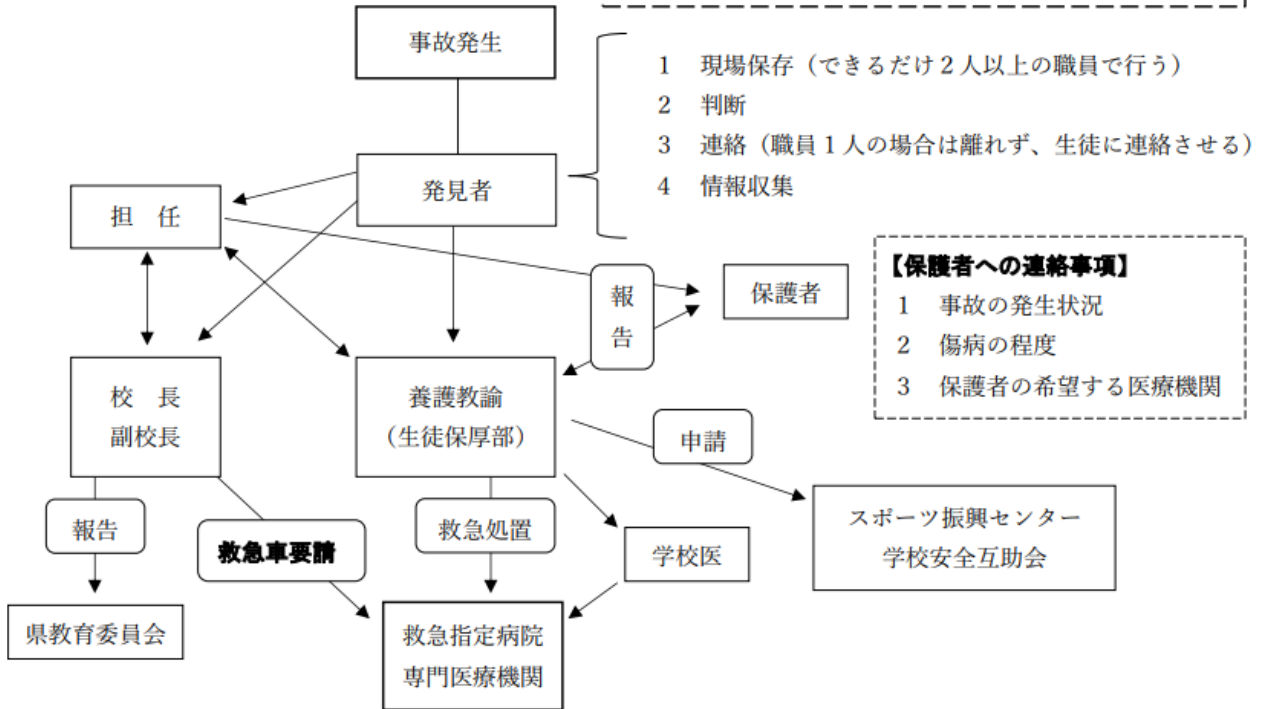 事故発生
1 現場保存（できるだけ２人以上の職員で行う）
2 判断
3 連絡（職員１人の場合は離れず、生徒に連絡させる）
4 情報収集
発見者
担　任
報
告
保護者
【保護者への連絡事項】
1 事故の発生状況
2 傷病の程度
3 保護者の希望する医療機関
校　長
副校長
養護教諭
（生徒保厚部）
申請
報告
救急車要請
救急処置
学校医
スポーツ振興センター
学校安全互助会
県教育委員会
救急指定病院
専門医療機関